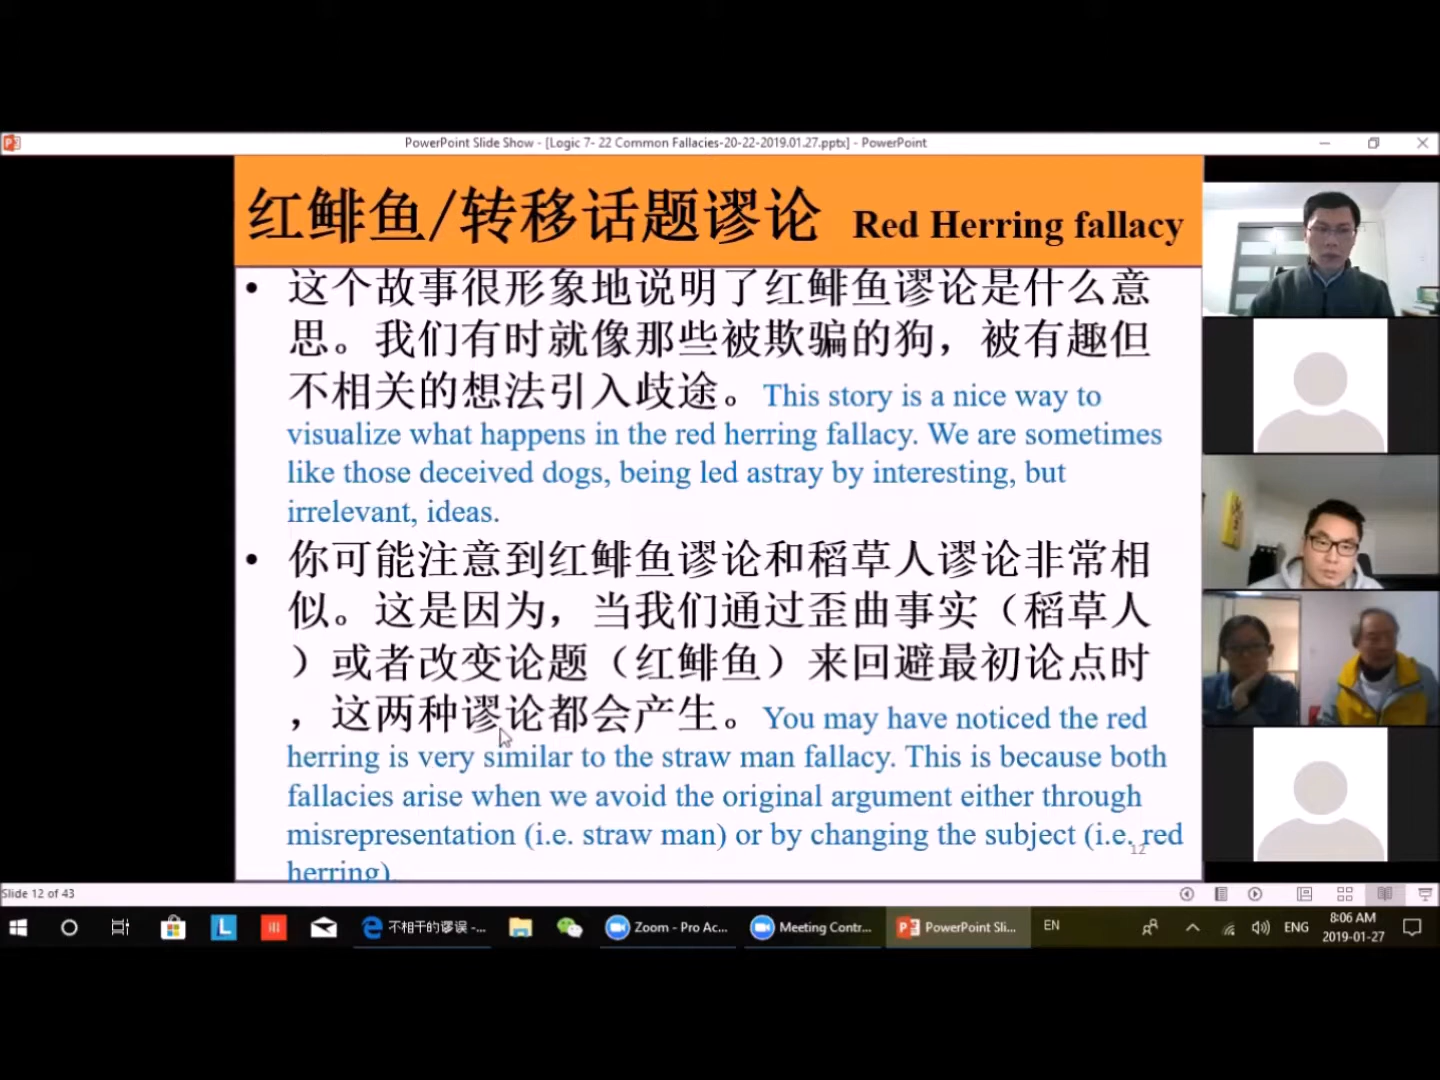 PowerPoint Slide Show - [Logic 7- 22 Common Fallacies-20-22-2019.01.27.pptx] - PowerPoint
红鲱鱼/转移话题谬论 Red Herring fallacy
• 这个故事很形象地说明了红鲱鱼谬论是什么意
思。我们有时就像那些被欺骗的狗，被有趣但
不相关的想法引入歧途。This story is a nice way to
visualize what happens in the red herring fallacy. We are sometimes
like those deceived dogs, being led astray by interesting, but
irrelevant, ideas.
• 你可能注意到红鲱鱼谬论和稻草人谬论非常相
似。这是因为，当我们通过歪曲事实（稻草人
）或者改变论题（红鲱鱼）来回避最初论点时
，这两种谬论都会产生。You may have noticed the red
herring is very similar to the straw man fallacy. This is because both
fallacies arise when we avoid the original argument either through
misrepresentation (i.e. straw man) or by changing the subject (i.e. red
herring).
12
Slide 12 of 43
不相干的谬误 -...
Zoom - Pro Ac...
Meeting Contr...
PowerPoint Sli...
EN
ENG
8:06 AM
2019-01-27